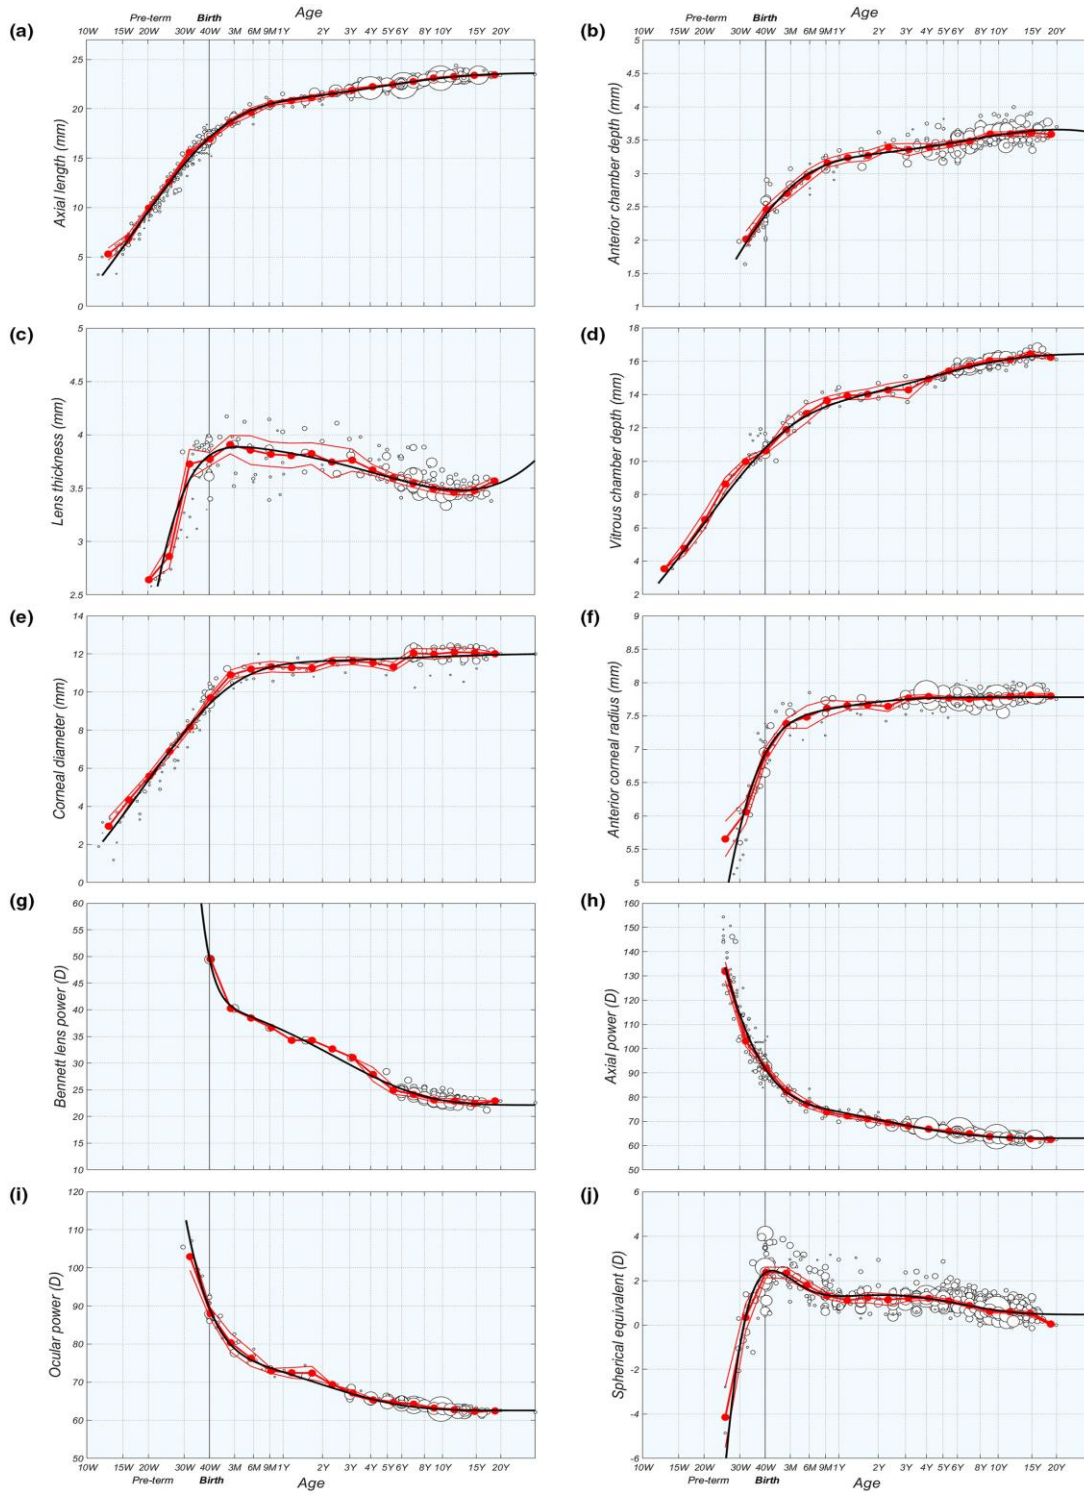 Age
Pre-term Birth
10W 15W 20W 30W 40W 3M 6M 9M 1Y 2Y 3Y 4Y 5Y 6Y 8Y 10Y 15Y 20Y
(a)
Axial length (mm)
25
20
15
10
5
0
Age
Pre-term Birth
10W 15W 20W 30W 40W 3M 6M 9M 1Y 2Y 3Y 4Y 5Y 6Y 8Y 10Y 15Y 20Y
(b)
Anterior chamber depth (mm)
5
4.5
4
3.5
3
2.5
2
1.5
1
(c)
Lens thickness (mm)
5
4.5
4
3.5
3
2.5
(d)
Vitrous chamber depth (mm)
18
16
14
12
10
8
6
4
2
(e)
Corneal diameter (mm)
14
12
10
8
6
4
2
0
(f)
Anterior corneal radius (mm)
9
8.5
8
7.5
7
6.5
6
5.5
5
(g)
Bennett lens power (D)
60
55
50
45
40
35
30
25
20
15
10
(h)
Axial power (D)
160
150
140
130
120
110
100
90
80
70
60
50
(i)
Ocular power (D)
120
110
100
90
80
70
60
50
10W 15W 20W 30W 40W 3M 6M 9M 1Y 2Y 3Y 4Y 5Y 6Y 8Y 10Y 15Y 20Y
Pre-term Birth
Age
(j)
Spherical equivalent (D)
6
4
2
0
-2
-4
-6
10W 15W 20W 30W 40W 3M 6M 9M 1Y 2Y 3Y 4Y 5Y 6Y 8Y 10Y 15Y 20Y
Pre-term Birth
Age